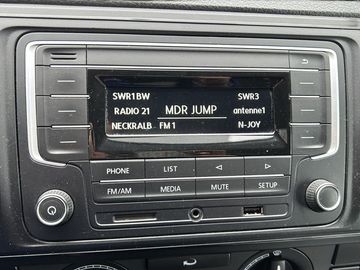 SWR1BW SWR3
RADIO 21 MDR JUMP antenne1
NECKRALB. FM1 N-JOY
PHONE LIST ◁ ▷
FM/AM MEDIA MUTE SETUP